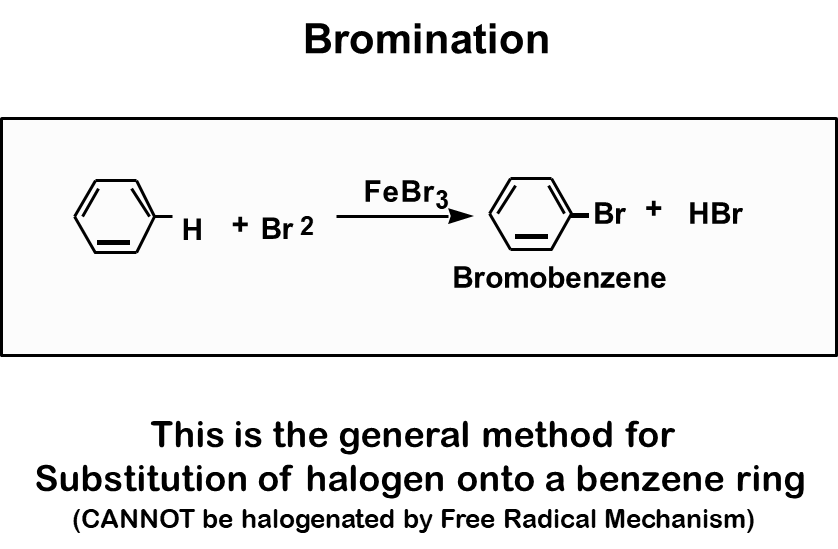 Bromination
FeBr3
H + Br 2 Br + HBr
Bromobenzene
This is the general method for
Substitution of halogen onto a benzene ring
(CANNOT be halogenated by Free Radical Mechanism)